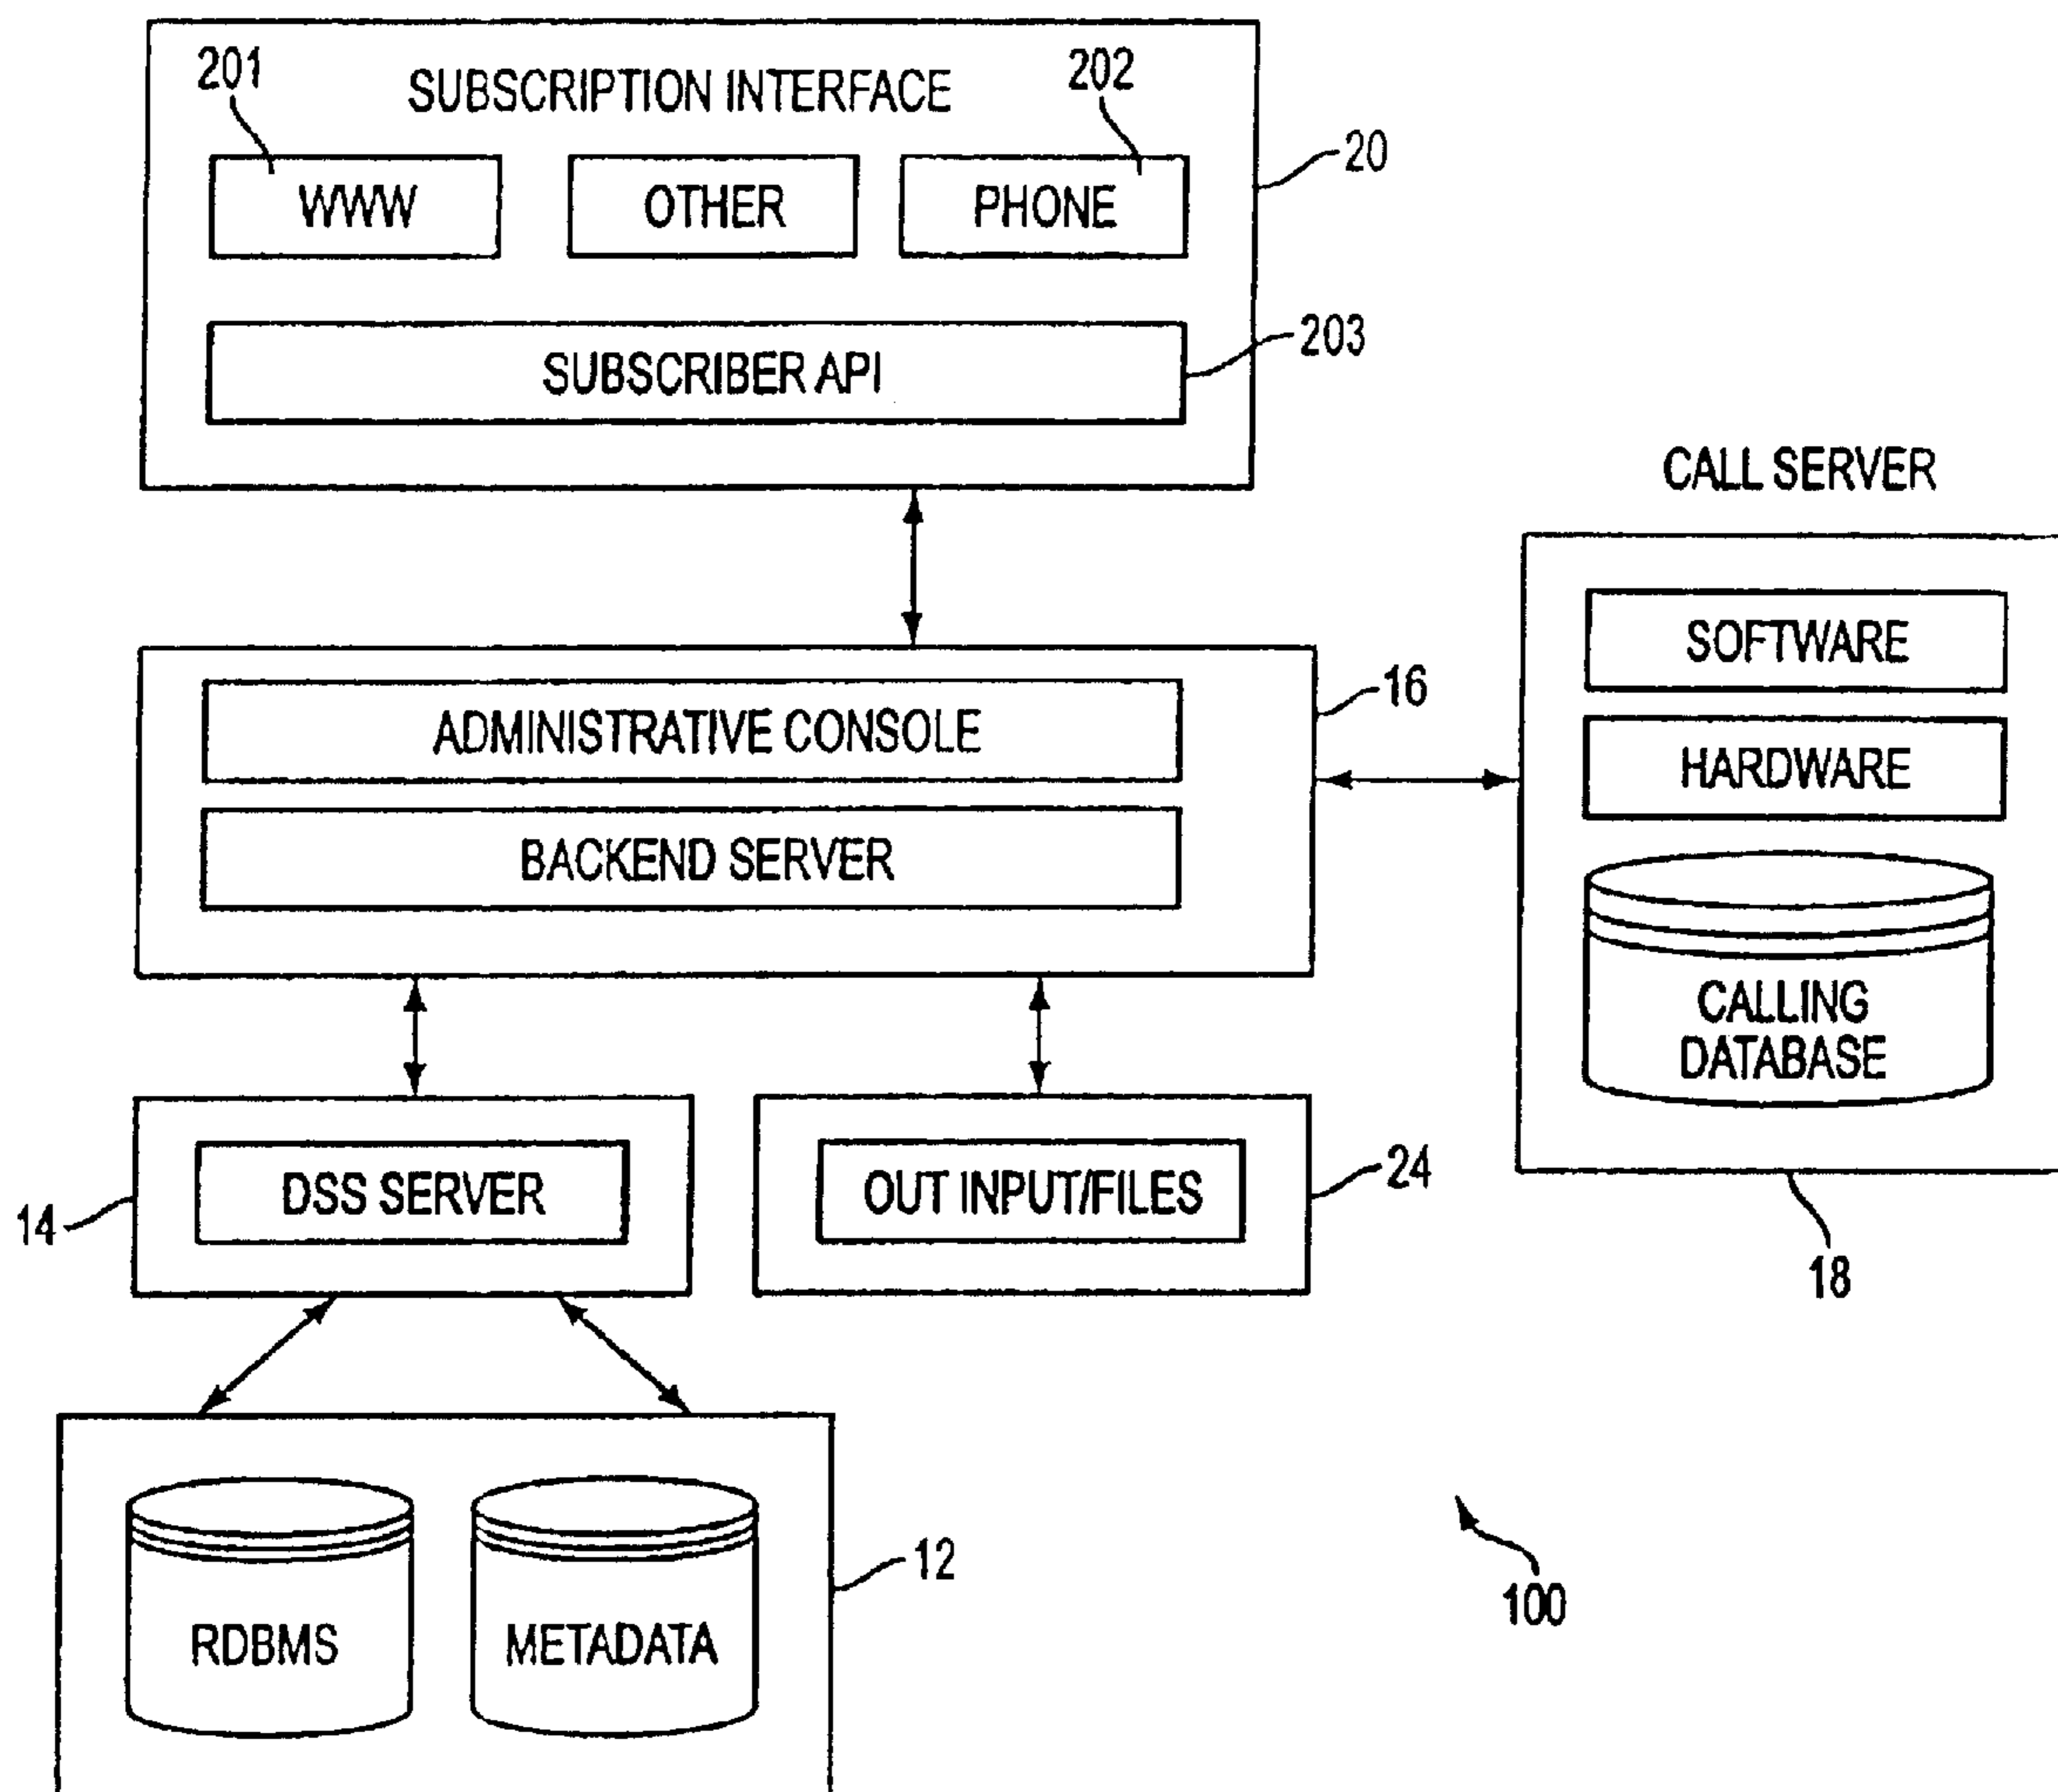 201
SUBSCRIPTION INTERFACE
202
20
WWW
OTHER
PHONE
SUBSCRIBER API
203
CALL SERVER
16
ADMINISTRATIVE CONSOLE
BACKEND SERVER
SOFTWARE
HARDWARE
CALLING
DATABASE
14
DSS SERVER
OUT INPUT/FILES
24
18
RDBMS
METADATA
12
100